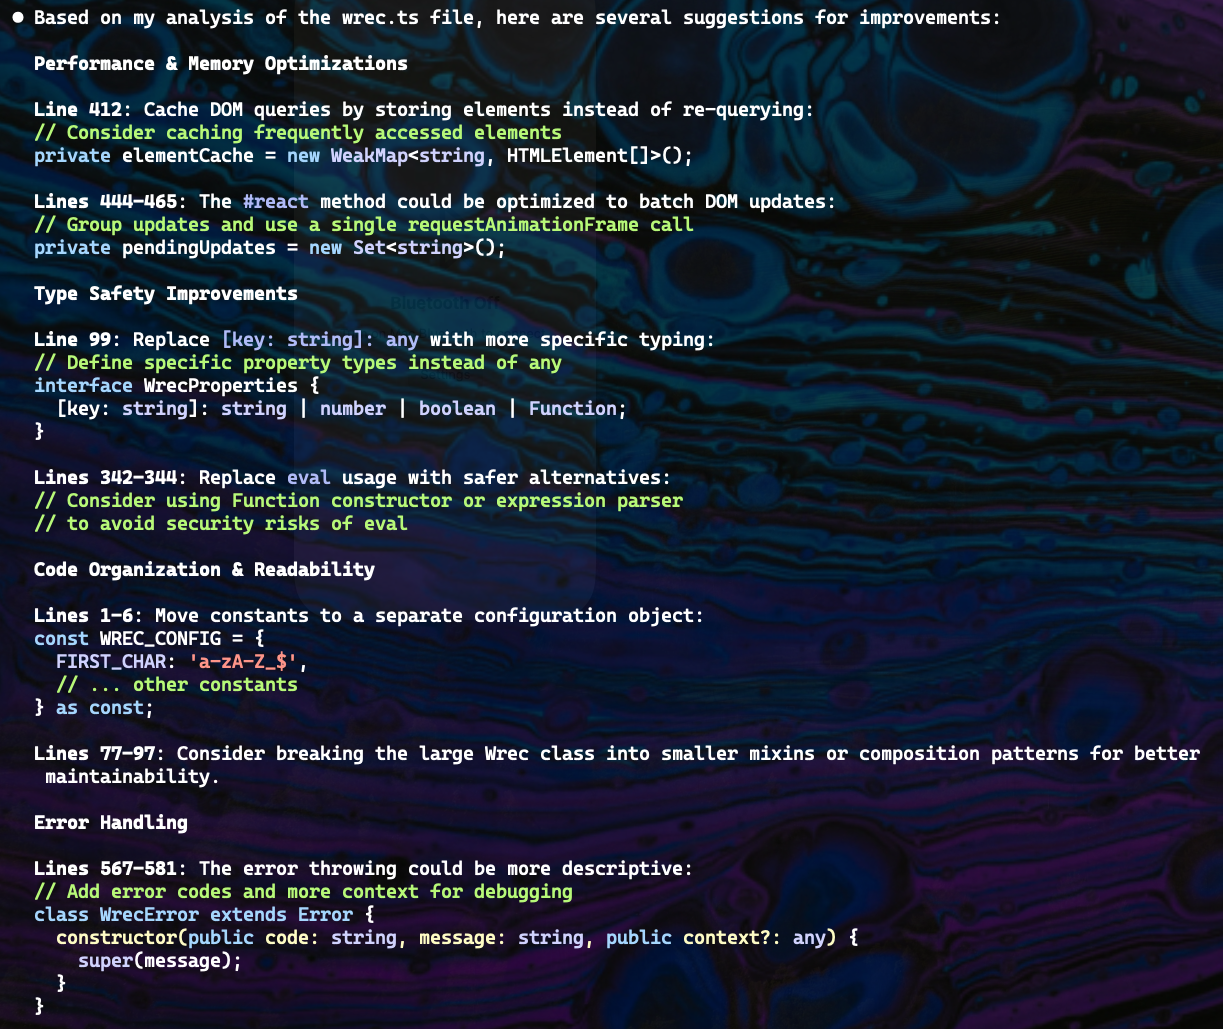 ● Based on my analysis of the wrec.ts file, here are several suggestions for improvements:
Performance & Memory Optimizations
Line 412: Cache DOM queries by storing elements instead of re-querying:
// Consider caching frequently accessed elements
private elementCache = new WeakMap<string, HTMLElement[]>();
Lines 444-465: The #react method could be optimized to batch DOM updates:
// Group updates and use a single requestAnimationFrame call
private pendingUpdates = new Set<string>();
Bluetooth Off
Type Safety Improvements
Line 99: Replace [key: string]: any with more specific typing:
// Define specific property types instead of any
interface WrecProperties {
  [key: string]: string | number | boolean | Function;
}
Lines 342-344: Replace eval usage with safer alternatives:
// Consider using Function constructor or expression parser
// to avoid security risks of eval
Code Organization & Readability
Lines 1-6: Move constants to a separate configuration object:
const WREC_CONFIG = {
  FIRST_CHAR: 'a-zA-Z_$',
  // ... other constants
} as const;
Lines 77-97: Consider breaking the large Wrec class into smaller mixins or composition patterns for better
maintainability.
Error Handling
Lines 567-581: The error throwing could be more descriptive:
// Add error codes and more context for debugging
class WrecError extends Error {
  constructor(public code: string, message: string, public context?: any) {
    super(message);
  }
}